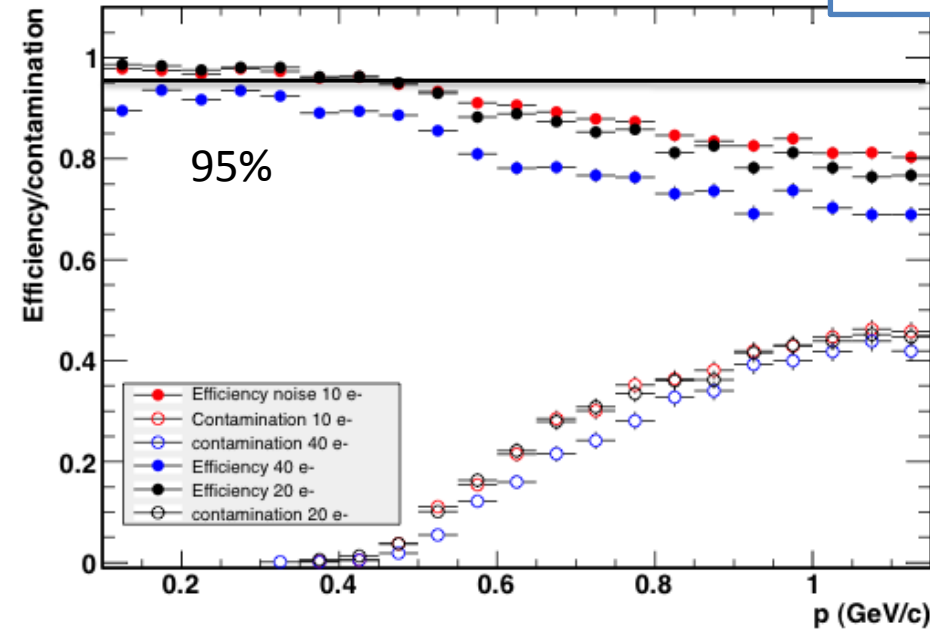 Efficiency/contamination
1
0.8
0.6
0.4
0.2
0
95%
Efficiency noise 10 e-
Contamination 10 e-
contamination 40 e-
Efficiency 40 e-
Efficiency 20 e-
contamination 20 e-
0.2 0.4 0.6 0.8 1
p (GeV/c)